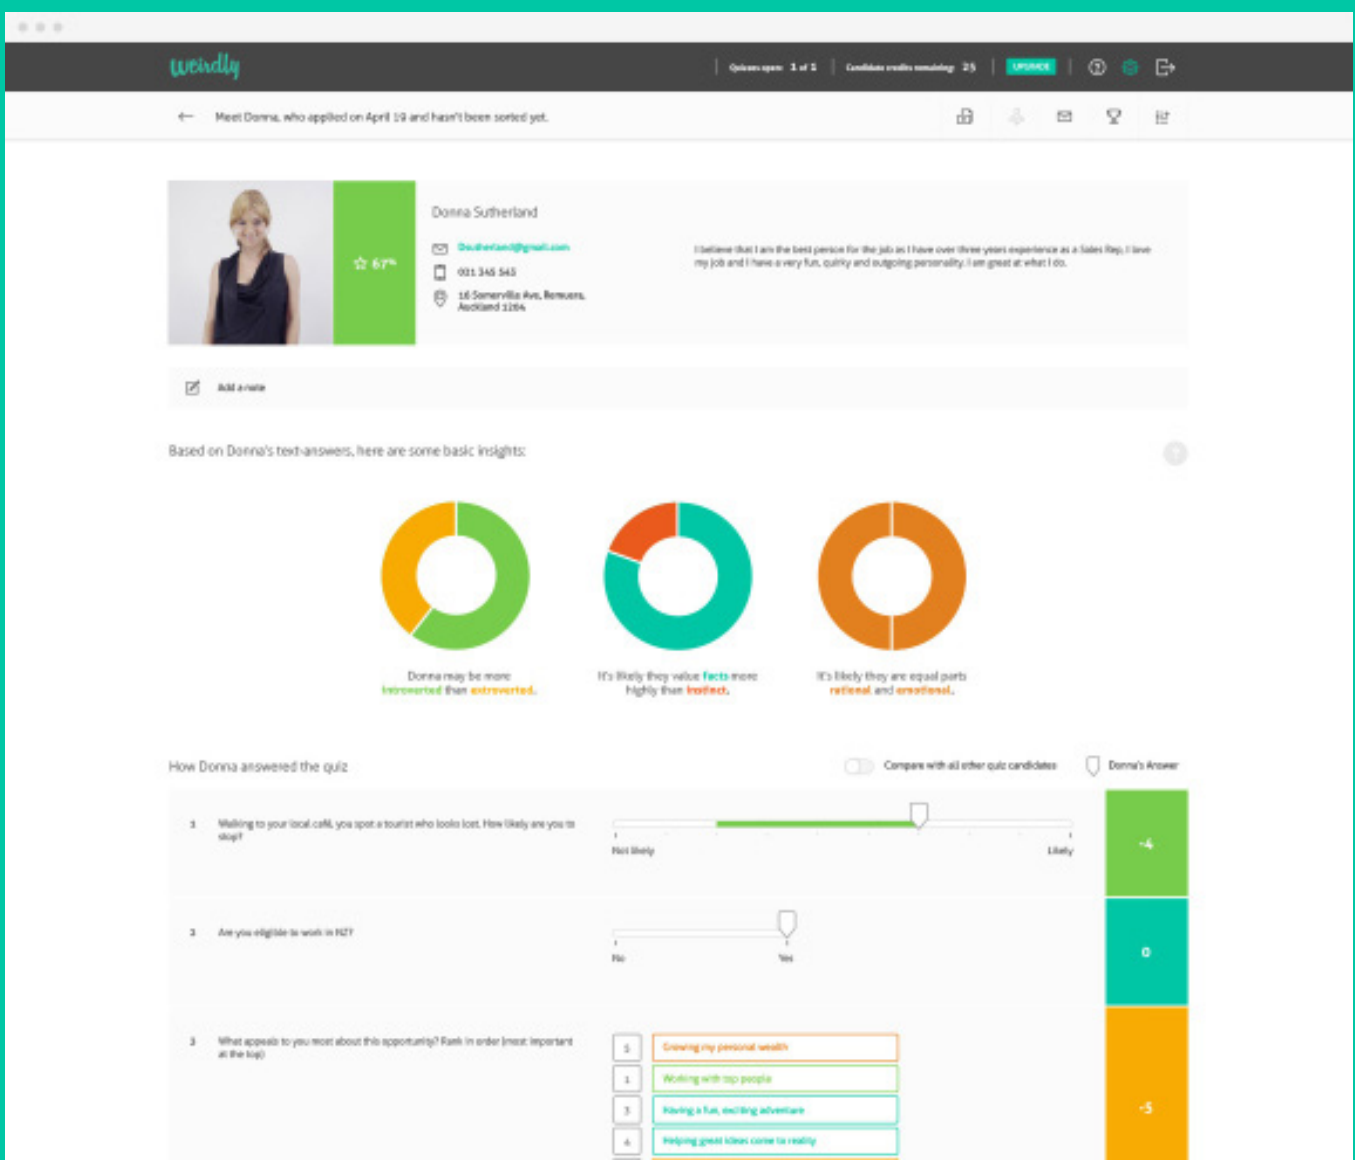 weirdly
Quizzes open: 1 of 1
Candidate credits remaining: 25
UPGRADE
Meet Donna, who applied on April 19 and hasn't been sorted yet.
67%
Donna Sutherland
021 345 543
16 Somerville Ave, Remuera,
Auckland 1204
I believe that I am the best person for the job as I have over three years experience as a Sales Rep, I love
my job and I have a very fun, quirky and outgoing personality. I am great at what I do.
Add a note
Based on Donna's text-answers, here are some basic insights:
Donna may be more
introverted than extroverted.
It's likely they value facts more
highly than instinct.
It's likely they are equal parts
rational and emotional.
How Donna answered the quiz
Compare with all other quiz candidates
Donna's Answer
1
Walking to your local café, you spot a tourist who looks lost. How likely are you to
stop?
Not likely
Likely
-4
2
Are you eligible to work in NZ?
No
Yes
0
3
What appeals to you most about this opportunity? Rank in order (most important
at the top)
5
Growing my personal wealth
1
Working with top people
3
Having a fun, exciting adventure
4
Helping great ideas come to reality
-5